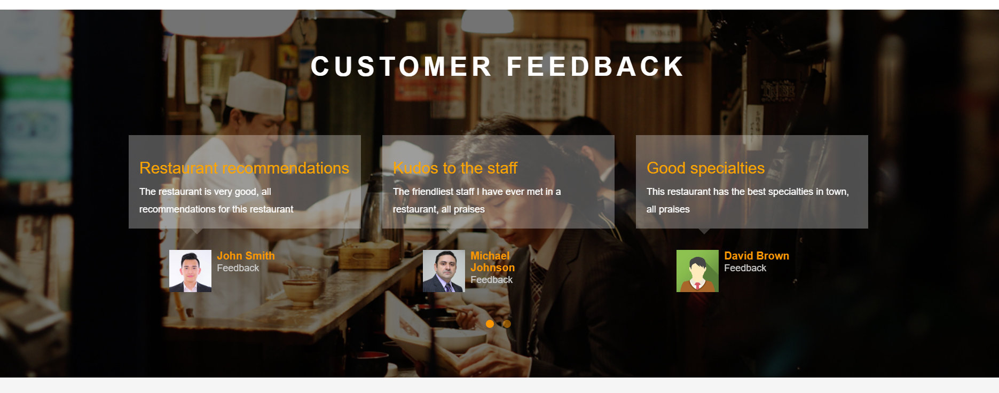 CUSTOMER FEEDBACK
Restaurant recommendations
The restaurant is very good, all
recommendations for this restaurant
Kudos to the staff
The friendliest staff I have ever met in a
restaurant, all praises
Good specialties
This restaurant has the best specialties in town,
all praises
John Smith
Feedback
Michael
Johnson
Feedback
David Brown
Feedback